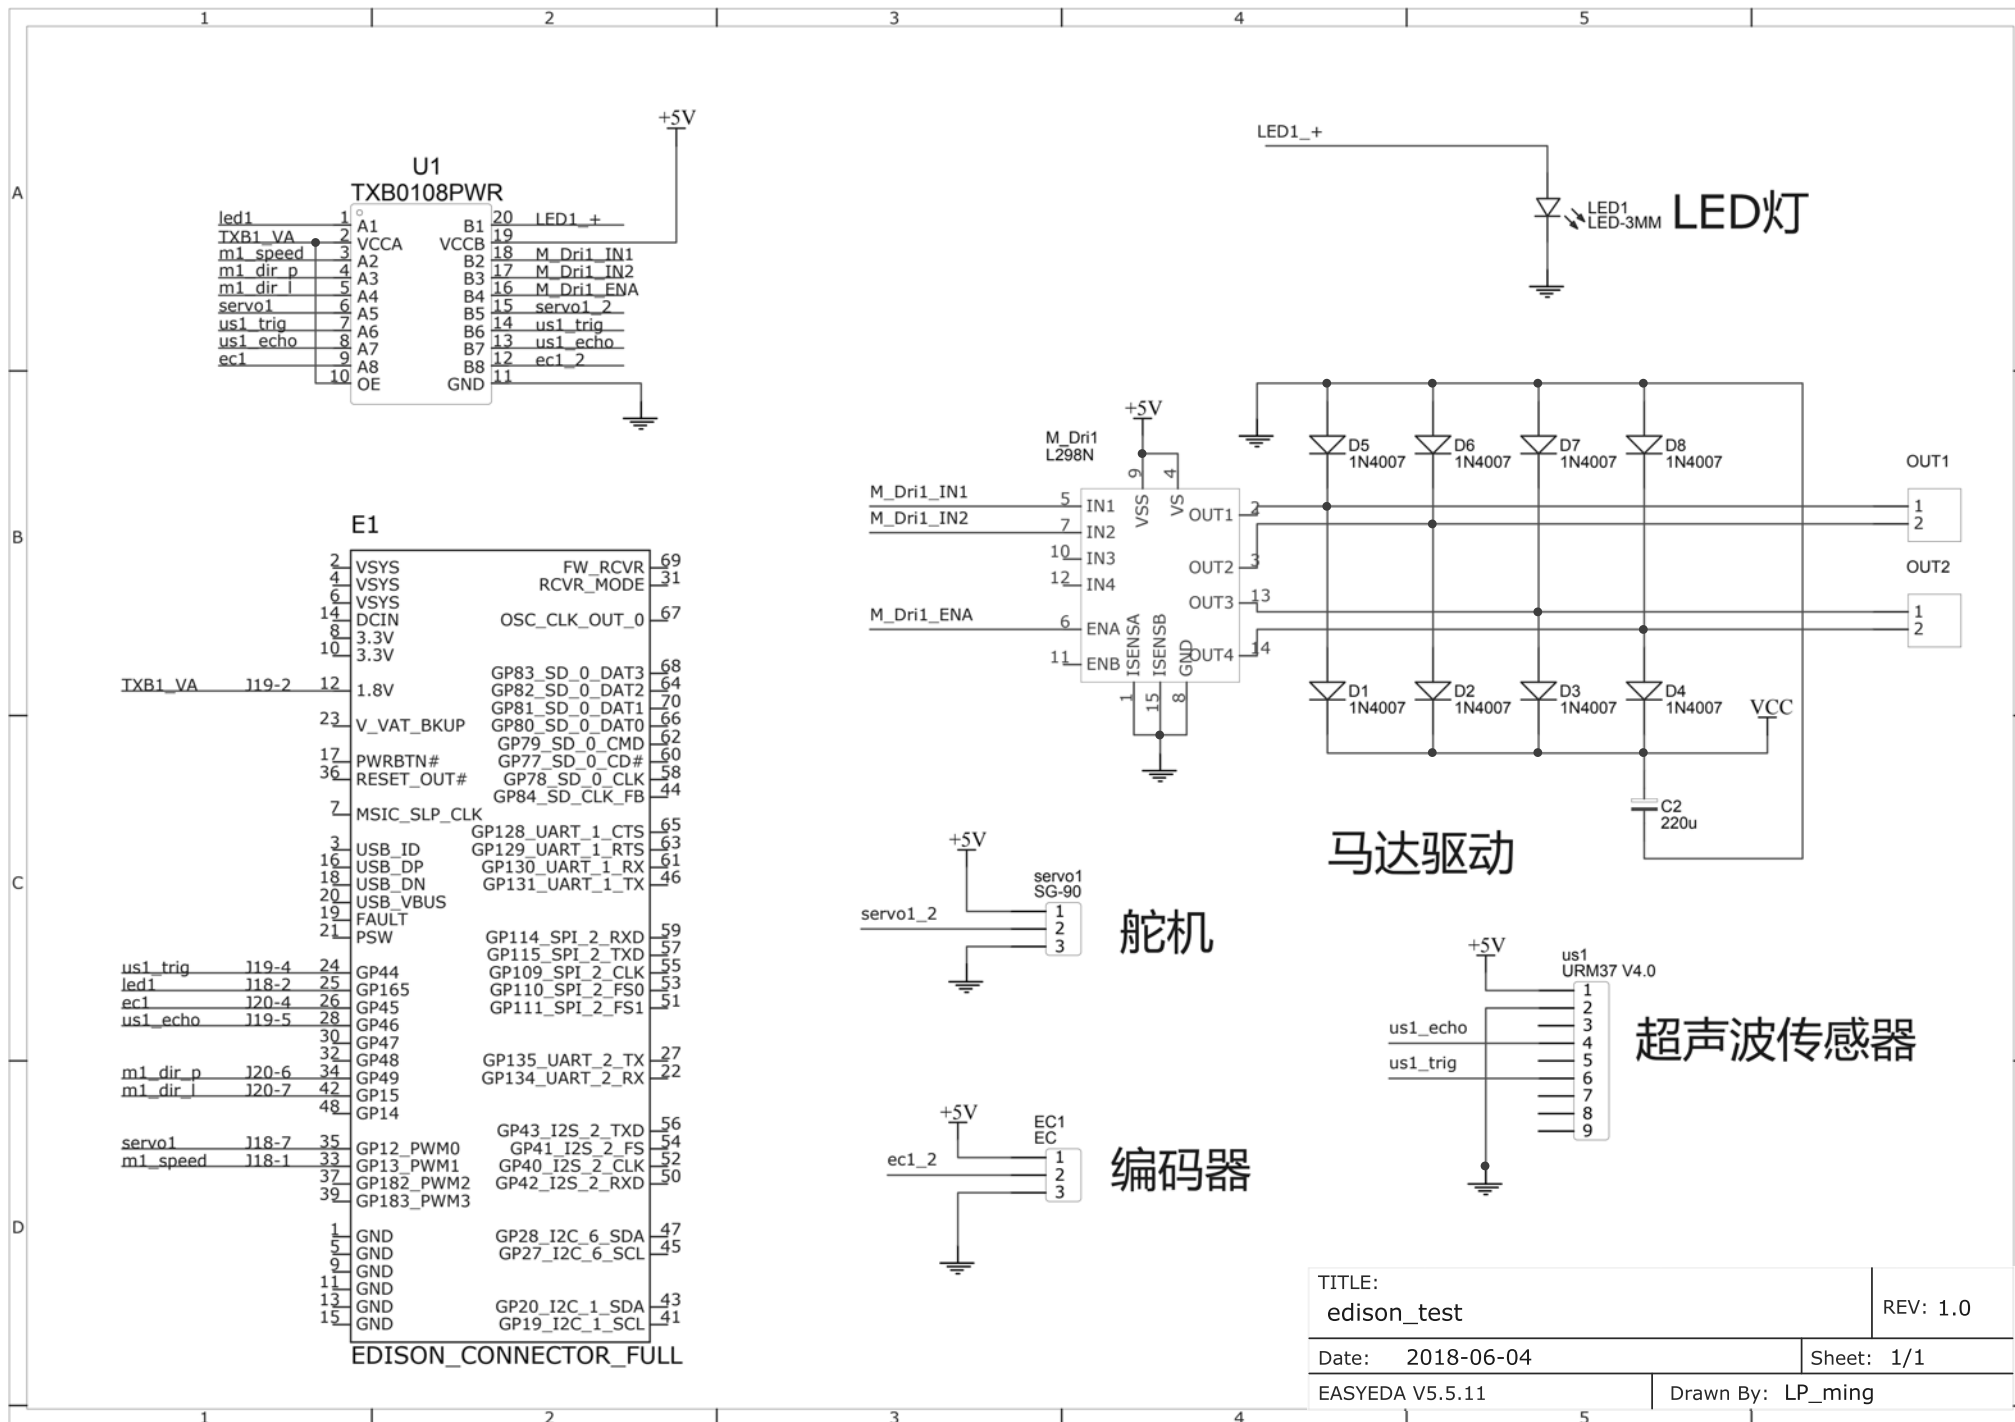 1 2 3 4 5
A
B
C
D
+5V
U1
TXB0108PWR
led1 1 A1 B1 20 LED1_+
TXB1_VA 2 VCCA VCCB 19
m1_speed 3 A2 B2 18 M_Dri1_IN1
m1_dir_p 4 A3 B3 17 M_Dri1_IN2
m1_dir_l 5 A4 B4 16 M_Dri1_ENA
servo1 6 A5 B5 15 servo1_2
us1_trig 7 A6 B6 14 us1_trig
us1_echo 8 A7 B7 13 us1_echo
ec1 9 A8 B8 12 ec1_2
10 OE GND 11
LED1_+
LED1
LED-3MM
LED灯
E1
2 VSYS FW_RCVR 69
4 VSYS RCVR_MODE 31
6 VSYS
14 DCIN OSC_CLK_OUT_0 67
8 3.3V
10 3.3V
GP83_SD_0_DAT3 68
TXB1_VA J19-2 12 1.8V GP82_SD_0_DAT2 64
GP81_SD_0_DAT1 70
23 V_VAT_BKUP GP80_SD_0_DAT0 66
GP79_SD_0_CMD 62
17 PWRBTN# GP77_SD_0_CD# 60
36 RESET_OUT# GP78_SD_0_CLK 58
GP84_SD_CLK_FB 44
7 MSIC_SLP_CLK
GP128_UART_1_CTS 65
3 USB_ID GP129_UART_1_RTS 63
16 USB_DP GP130_UART_1_RX 61
18 USB_DN GP131_UART_1_TX 46
20 USB_VBUS
19 FAULT
21 PSW GP114_SPI_2_RXD 59
GP115_SPI_2_TXD 57
us1_trig J19-4 24 GP44 GP109_SPI_2_CLK 55
led1 J18-2 25 GP165 GP110_SPI_2_FS0 53
ec1 J20-4 26 GP45 GP111_SPI_2_FS1 51
us1_echo J19-5 28 GP46
30 GP47
32 GP48 GP135_UART_2_TX 27
m1_dir_p J20-6 34 GP49 GP134_UART_2_RX 22
m1_dir_l J20-7 42 GP15
48 GP14
GP43_I2S_2_TXD 56
servo1 J18-7 35 GP12_PWM0 GP41_I2S_2_FS 54
m1_speed J18-1 33 GP13_PWM1 GP40_I2S_2_CLK 52
37 GP182_PWM2 GP42_I2S_2_RXD 50
39 GP183_PWM3
1 GND GP28_I2C_6_SDA 47
5 GND GP27_I2C_6_SCL 45
9 GND
11 GND
13 GND GP20_I2C_1_SDA 43
15 GND GP19_I2C_1_SCL 41
EDISON_CONNECTOR_FULL
+5V
M_Dri1
L298N
9 4
VSS VS
M_Dri1_IN1 5 IN1 OUT1 2
M_Dri1_IN2 7 IN2
10 IN3 OUT2 3
12 IN4
OUT3 13
M_Dri1_ENA 6 ENA
OUT4 14
11 ENB
ISENSA ISENSB GND
1 15 8
D5 1N4007
D6 1N4007
D7 1N4007
D8 1N4007
OUT1
1
2
OUT2
1
2
D1 1N4007
D2 1N4007
D3 1N4007
D4 1N4007
VCC
C2
220u
马达驱动
+5V
servo1
SG-90
servo1_2
1
2
3
舵机
+5V
us1
URM37 V4.0
us1_echo
us1_trig
1
2
3
4
5
6
7
8
9
超声波传感器
+5V
EC1
EC
ec1_2
1
2
3
编码器
TITLE:
edison_test
REV: 1.0
Date: 2018-06-04 Sheet: 1/1
EASYEDA V5.5.11 Drawn By: LP_ming
1 2 3 4 5